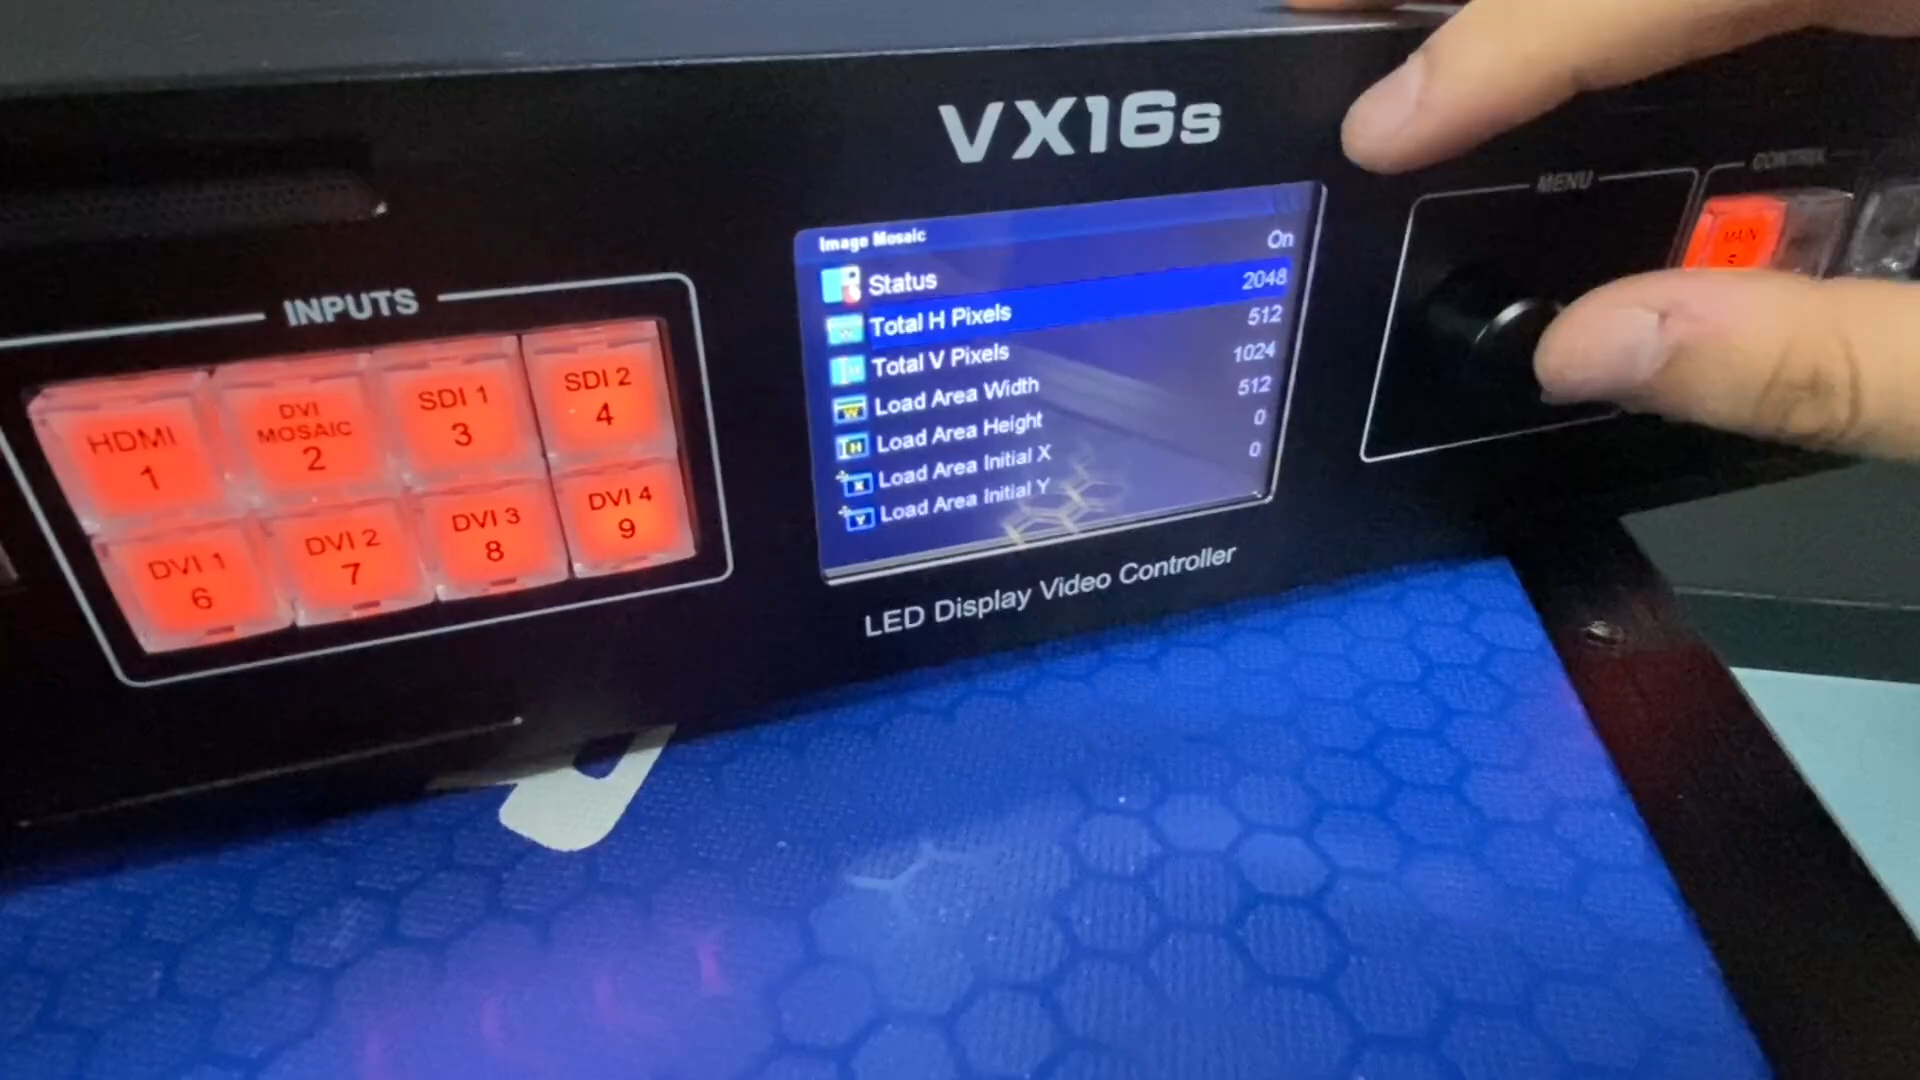 VX16s
MENU
CONTROL
MAIN
INPUTS
HDMI
1
DVI
MOSAIC
2
SDI 1
3
SDI 2
4
DVI 1
6
DVI 2
7
DVI 3
8
DVI 4
9
Image Mosaic
Status On
Total H Pixels 2048
Total V Pixels 512
Load Area Width 1024
Load Area Height 512
Load Area Initial X 0
Load Area Initial Y 0
LED Display Video Controller